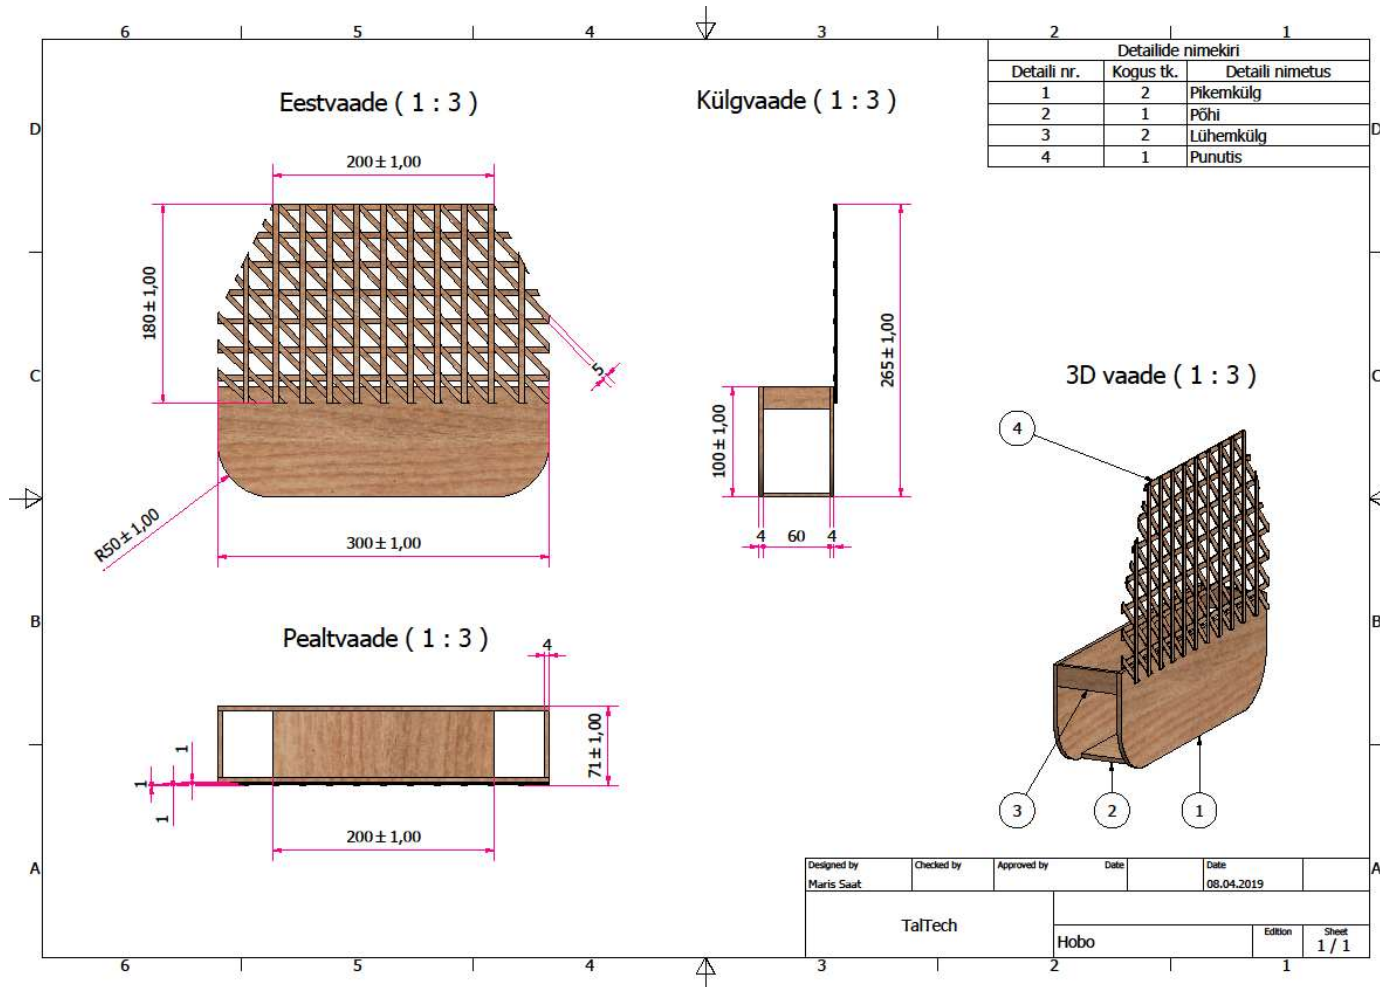 6 5 4 3 2 1
Detailide nimekiri
Detaili nr. Kogus tk. Detaili nimetus
1 2 Pikemkülg
2 1 Põhi
3 2 Lühemkülg
4 1 Punutis
Eestvaade ( 1 : 3 )
Külgvaade ( 1 : 3 )
D
D
200±1,00
180±1,00
5
R50±1,00
300±1,00
265±1,00
100±1,00
4 60 4
C
C
3D vaade ( 1 : 3 )
4
3
2
1
B
B
Pealtvaade ( 1 : 3 )
4
71±1,00
1
1
1
200±1,00
A
A
Designed by Checked by Approved by Date Date
Maris Saat 08.04.2019
TalTech
Hobo
Edition Sheet
1 / 1
6 5 4 3 2 1